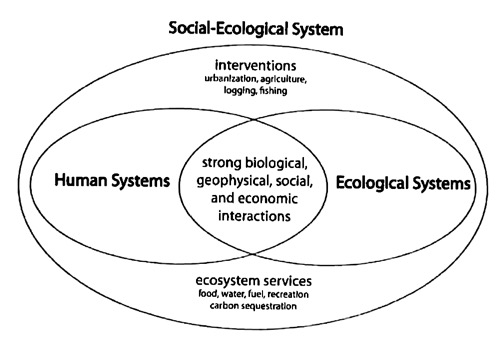 Social-Ecological System
interventions
urbanization, agriculture,
logging, fishing
Human Systems
strong biological,
geophysical, social,
and economic
interactions
Ecological Systems
ecosystem services
food, water, fuel, recreation
carbon sequestration